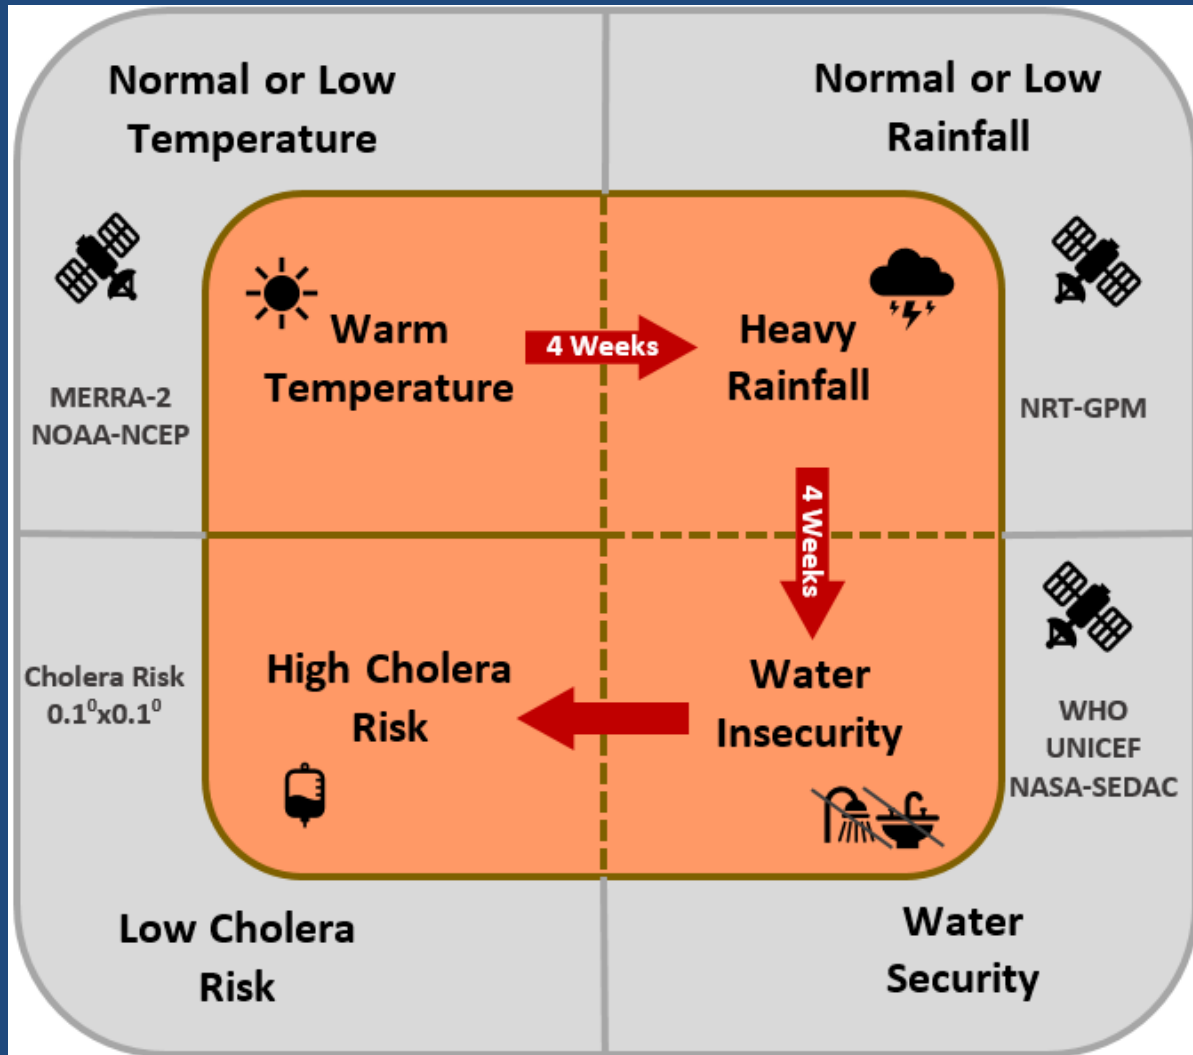 Normal or Low
Temperature
Normal or Low
Rainfall
Warm
Temperature
4 Weeks
Heavy
Rainfall
MERRA-2
NOAA-NCEP
NRT-GPM
4 Weeks
Cholera Risk
0.1⁰x0.1⁰
High Cholera
Risk
Water
Insecurity
WHO
UNICEF
NASA-SEDAC
Low Cholera
Risk
Water
Security